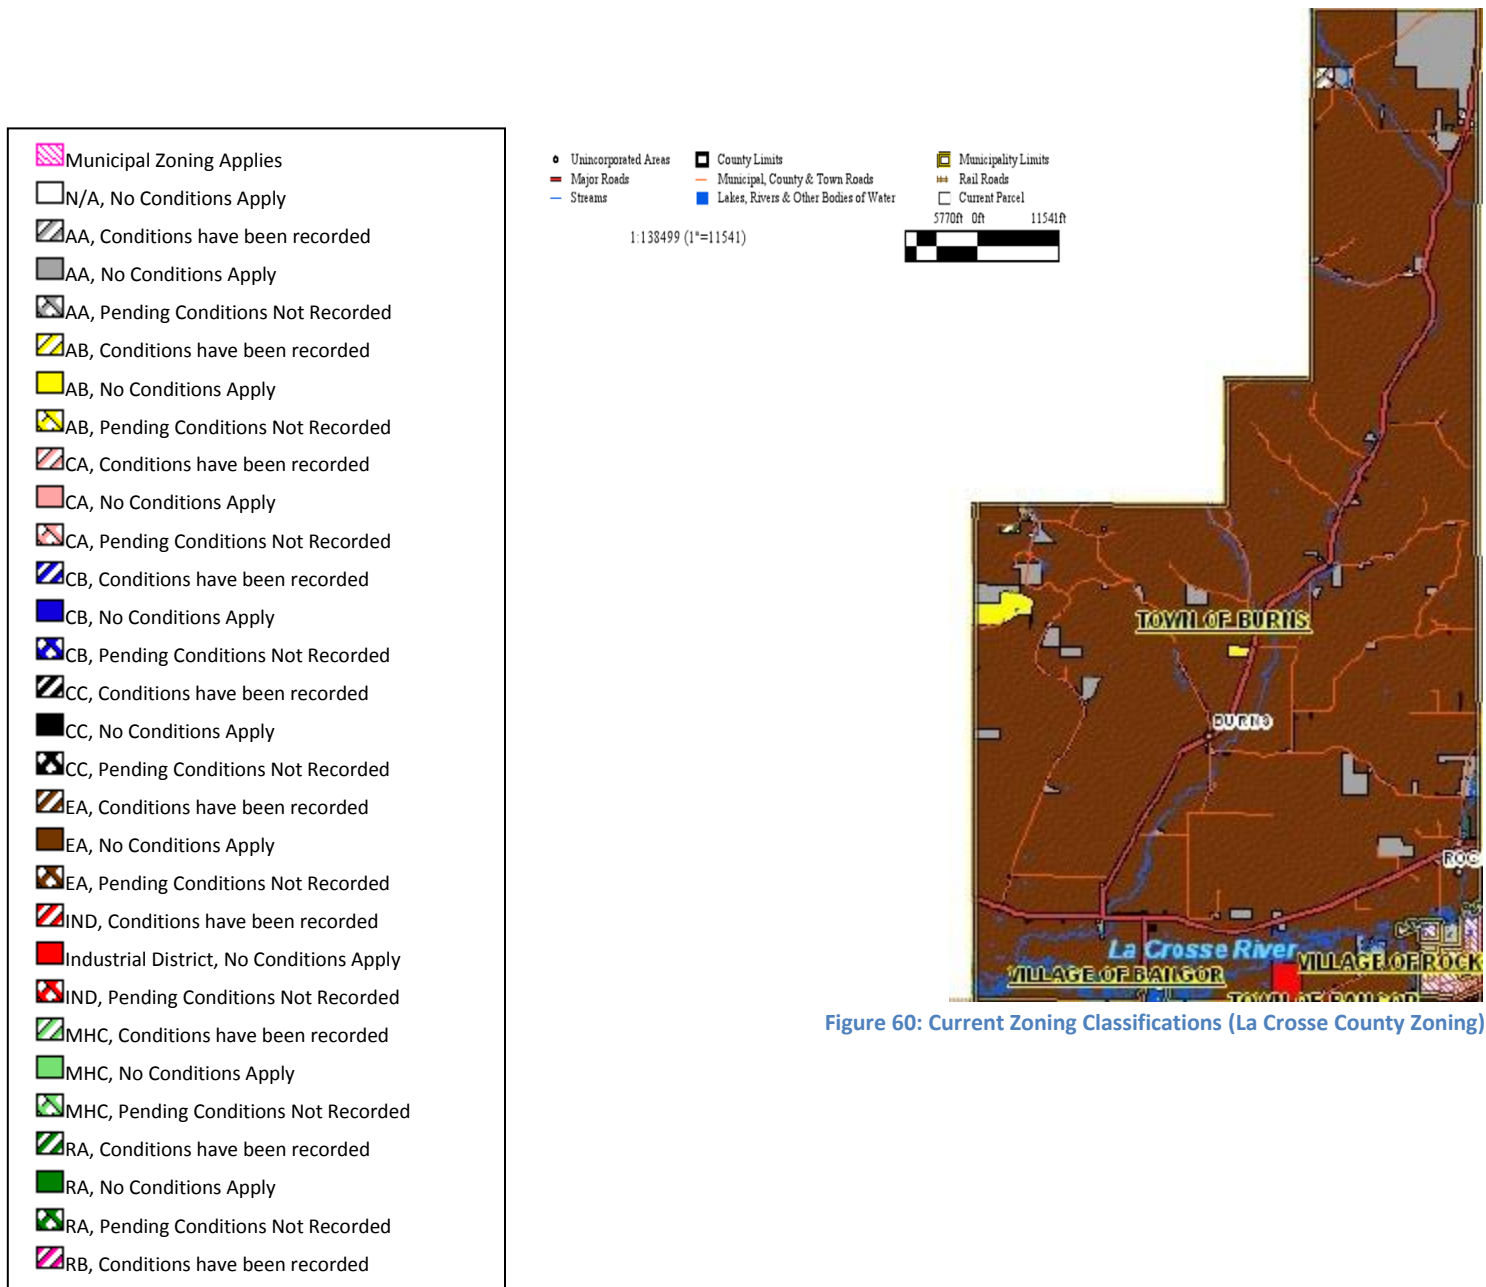 Municipal Zoning Applies
N/A, No Conditions Apply
AA, Conditions have been recorded
AA, No Conditions Apply
AA, Pending Conditions Not Recorded
AB, Conditions have been recorded
AB, No Conditions Apply
AB, Pending Conditions Not Recorded
CA, Conditions have been recorded
CA, No Conditions Apply
CA, Pending Conditions Not Recorded
CB, Conditions have been recorded
CB, No Conditions Apply
CB, Pending Conditions Not Recorded
CC, Conditions have been recorded
CC, No Conditions Apply
CC, Pending Conditions Not Recorded
EA, Conditions have been recorded
EA, No Conditions Apply
EA, Pending Conditions Not Recorded
IND, Conditions have been recorded
Industrial District, No Conditions Apply
IND, Pending Conditions Not Recorded
MHC, Conditions have been recorded
MHC, No Conditions Apply
MHC, Pending Conditions Not Recorded
RA, Conditions have been recorded
RA, No Conditions Apply
RA, Pending Conditions Not Recorded
RB, Conditions have been recorded
Unincorporated Areas County Limits Municipality Limits
Major Roads Municipal, County & Town Roads Rail Roads
Streams Lakes, Rivers & Other Bodies of Water Current Parcel
5770ft 0ft 11541ft
1:138499 (1"=11541)
TOWN OF BURNS
BURNS
ROC
La Crosse River
VILLAGE OF BANGOR
VILLAGE OF ROCK
TOWN OF BANGOR
Figure 60: Current Zoning Classifications (La Crosse County Zoning)